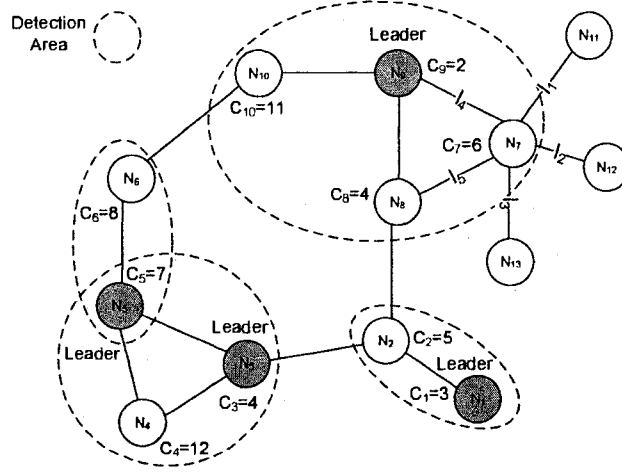 Detection
Area
N11
Leader
N10
N9
C9=2
l1
C10=11
l4
N7
C7=6
l2
N12
N6
l5
C8=4
N8
l3
C6=8
N13
C5=7
N5
Leader
N2
C2=5
Leader
N3
Leader
C3=4
C1=3
N1
N4
C4=12